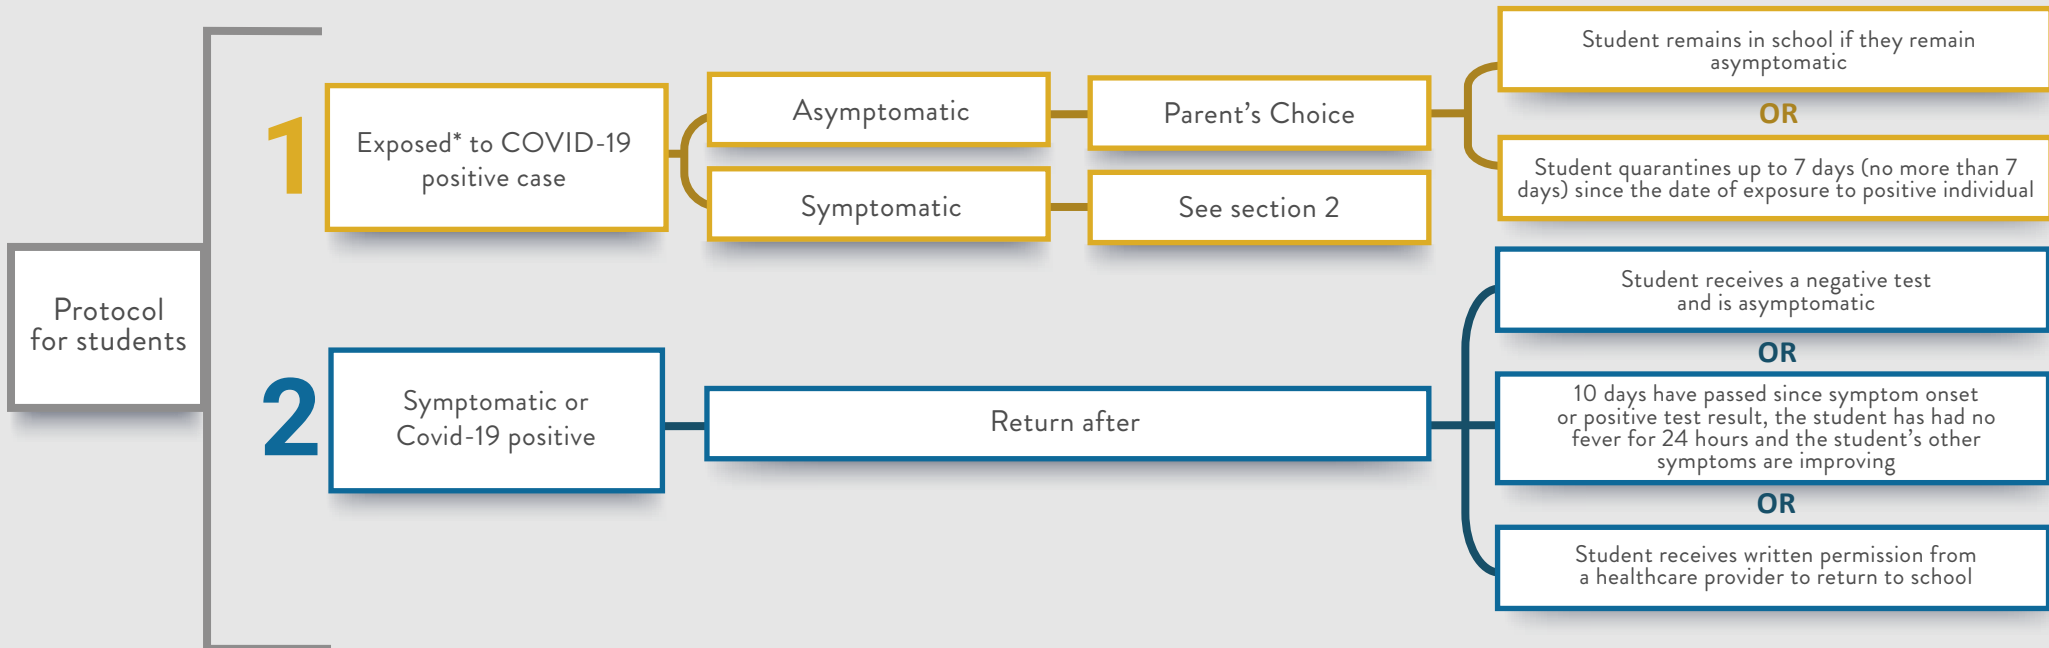 Protocol
for students
1
Exposed* to COVID-19
positive case
Asymptomatic
Parent's Choice
Student remains in school if they remain
asymptomatic
OR
Student quarantines up to 7 days (no more than 7
days) since the date of exposure to positive individual
Symptomatic
See section 2
2
Symptomatic or
Covid-19 positive
Return after
Student receives a negative test
and is asymptomatic
OR
10 days have passed since symptom onset
or positive test result, the student has had no
fever for 24 hours and the student's other
symptoms are improving
OR
Student receives written permission from
a healthcare provider to return to school